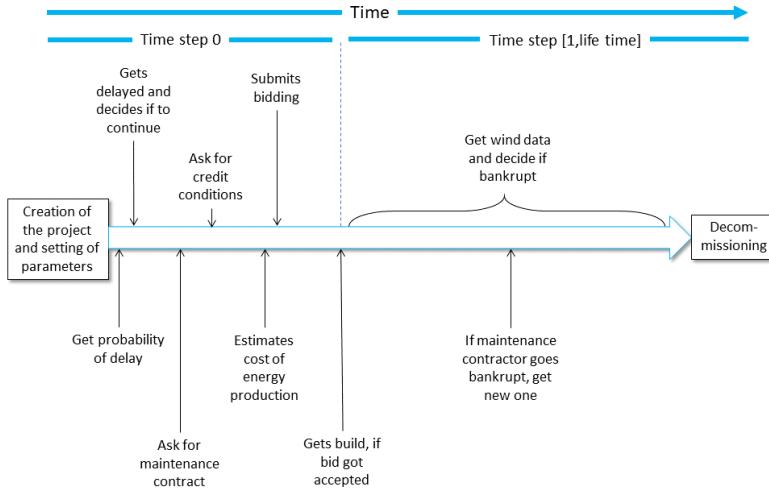 Time
Time step 0
Time step [1,life time]
Gets
delayed and
decides if to
continue
Submits
bidding
Ask for
credit
conditions
Get wind data
and decide if
bankrupt
Creation of
the project
and setting of
parameters
Decom-
missioning
Get probability
of delay
Estimates
cost of
energy
production
If maintenance
contractor goes
bankrupt, get
new one
Ask for
maintenance
contract
Gets build, if
bid got
accepted